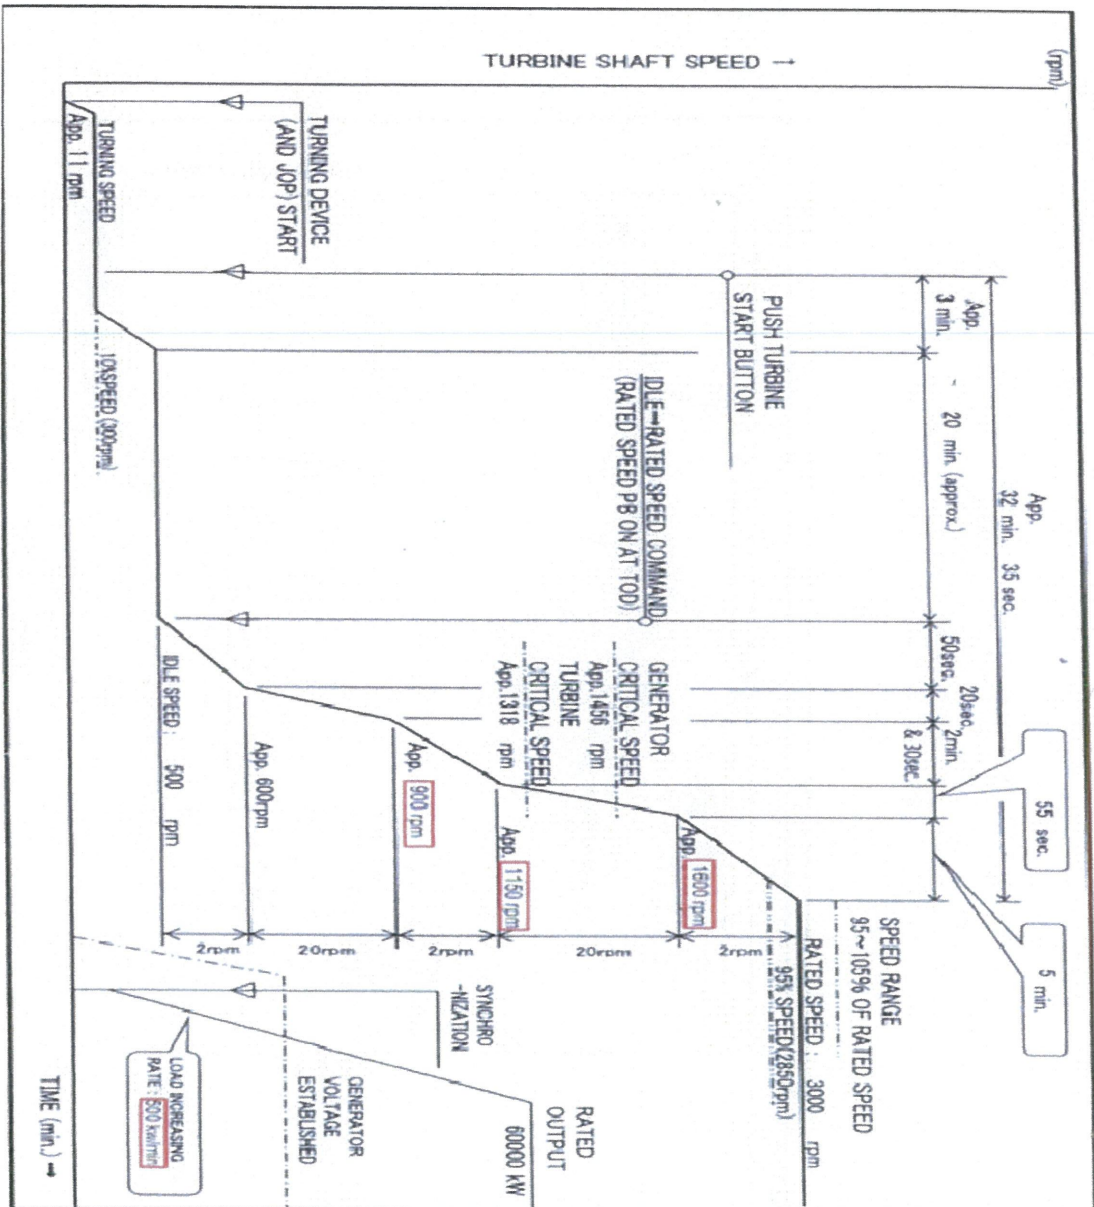 (rpm)
TURBINE SHAFT SPEED →
TURNING DEVICE
(AND JOP) START
TURNING SPEED
App. 11 rpm
PUSH TURBINE
START BUTTON
10%SPEED (300rpm)
App.
3 min.
~ 20 min. (approx.)
App.
32 min. 35 sec.
IDLE→RATED SPEED COMMAND
(RATED SPEED PB ON AT TOD)
IDLE SPEED : 500 rpm
50sec.
20sec.
2min.
& 30sec.
55 sec.
5 min.
GENERATOR
CRITICAL SPEED
App.1456 rpm
TURBINE
CRITICAL SPEED
App.1318 rpm
App. 600rpm
App. 900 rpm
App. 1150 rpm
App. 1600 rpm
SPEED RANGE
95~105% OF RATED SPEED
RATED SPEED : 3000 rpm
95% SPEED(2850rpm)
2rpm
20rpm
2rpm
20rpm
2rpm
SYNCHRO
-NIZATION
RATED
OUTPUT
60000 kW
GENERATOR
VOLTAGE
ESTABLISHED
LOAD INCREASING
RATE : 600 kw/min
TIME (min.) →